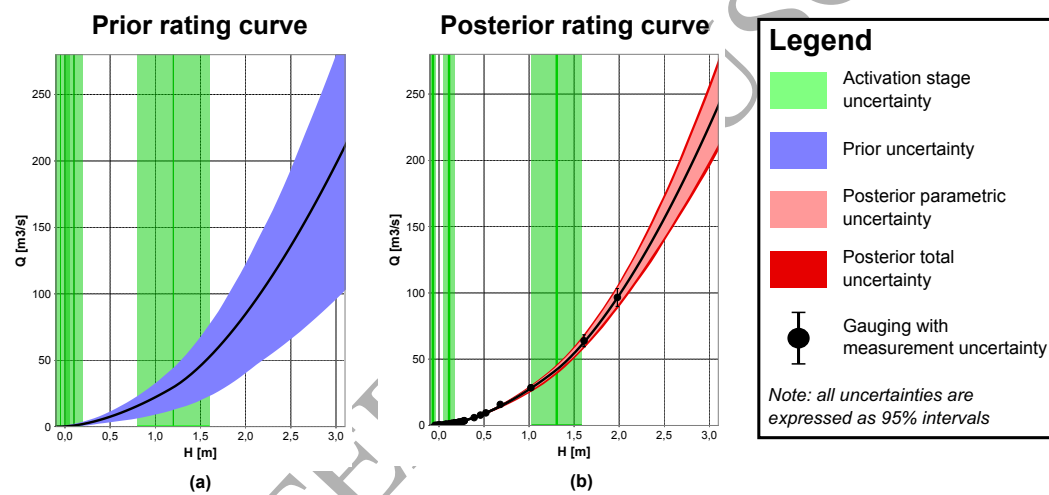 Prior rating curve
Posterior rating curve
250
200
150
100
50
0
Q [m3/s]
0,0 0,5 1,0 1,5 2,0 2,5 3,0
H [m]
(a)
250
200
150
100
50
0
Q [m3/s]
0,0 0,5 1,0 1,5 2,0 2,5 3,0
H [m]
(b)
Legend
Activation stage
uncertainty
Prior uncertainty
Posterior parametric
uncertainty
Posterior total
uncertainty
Gauging with
measurement uncertainty
Note: all uncertainties are
expressed as 95% intervals